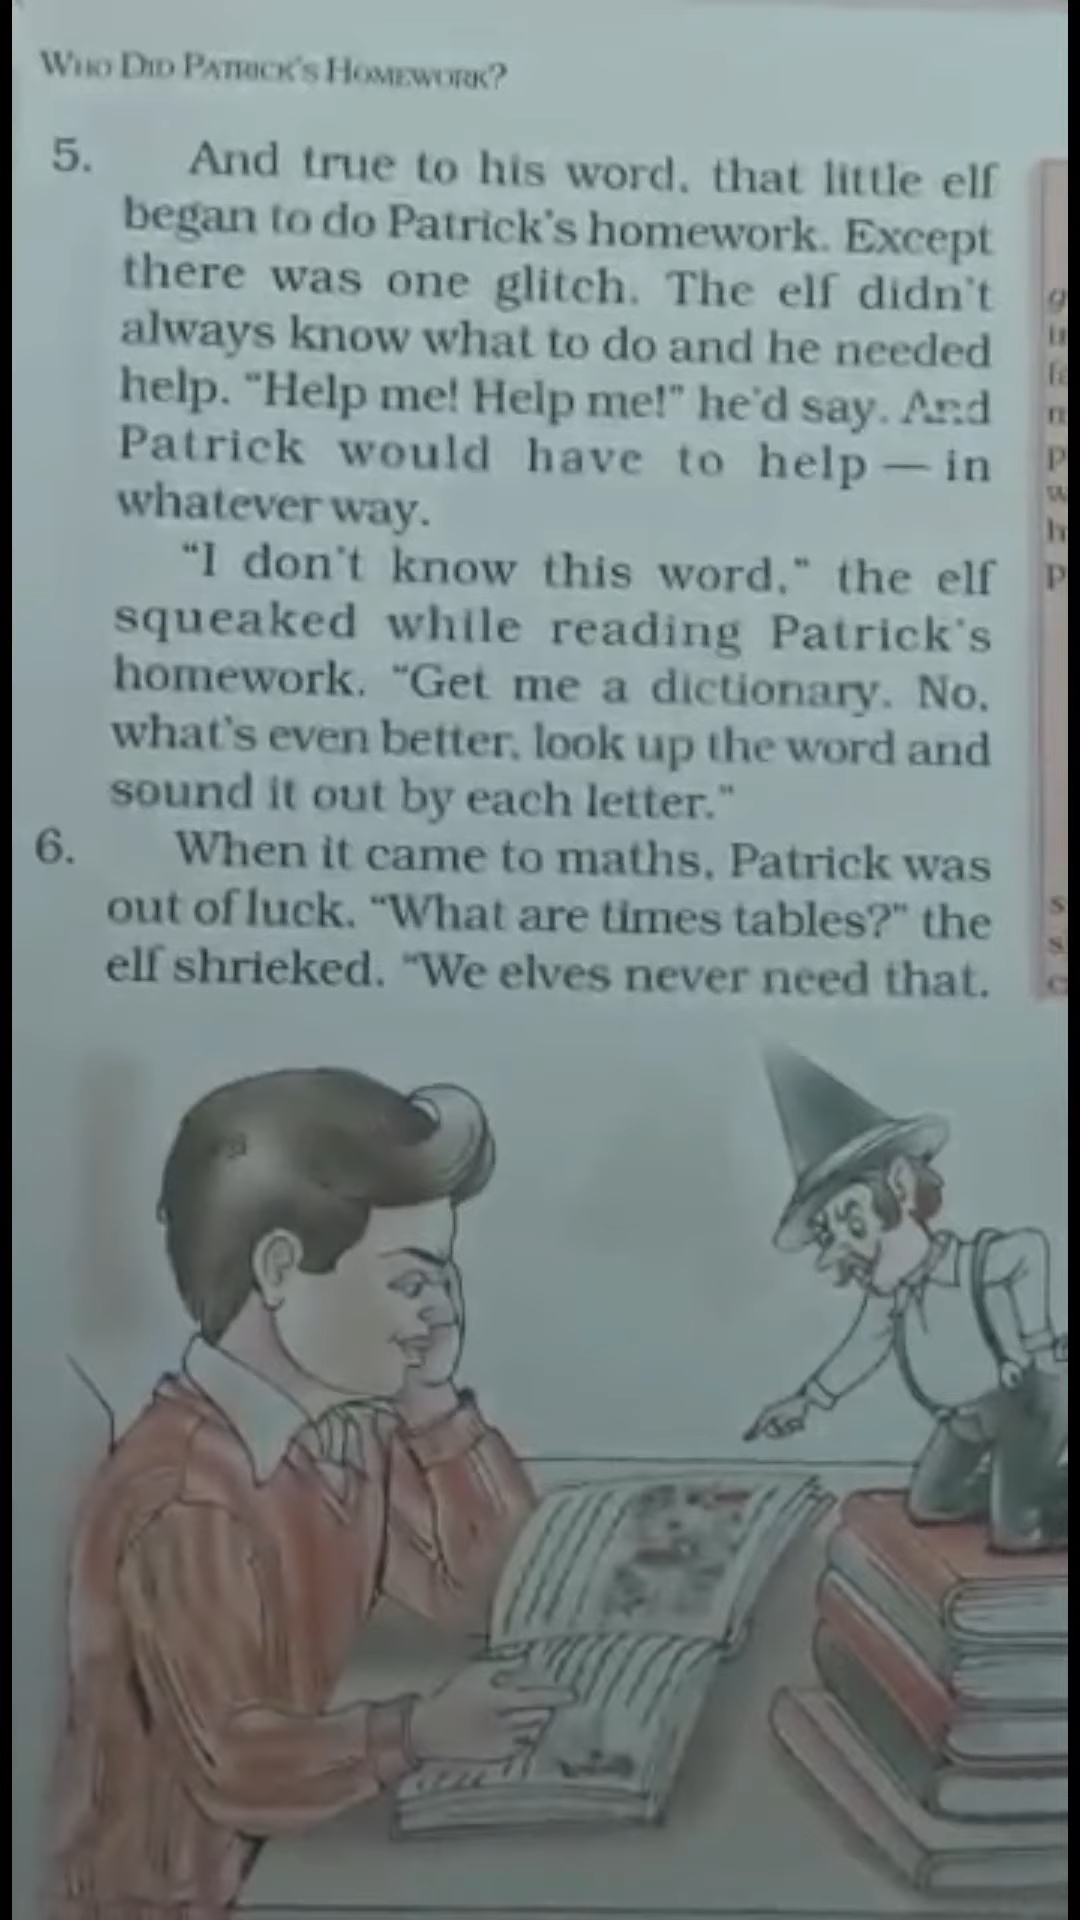 WHO DID PATRICK'S HOMEWORK?
5. And true to his word, that little elf
began to do Patrick's homework. Except
there was one glitch. The elf didn't
always know what to do and he needed
help. “Help me! Help me!” he'd say. And
Patrick would have to help — in
whatever way.
“I don't know this word,” the elf
squeaked while reading Patrick's
homework. “Get me a dictionary. No,
what's even better, look up the word and
sound it out by each letter.”
6. When it came to maths, Patrick was
out of luck. “What are times tables?” the
elf shrieked. “We elves never need that.